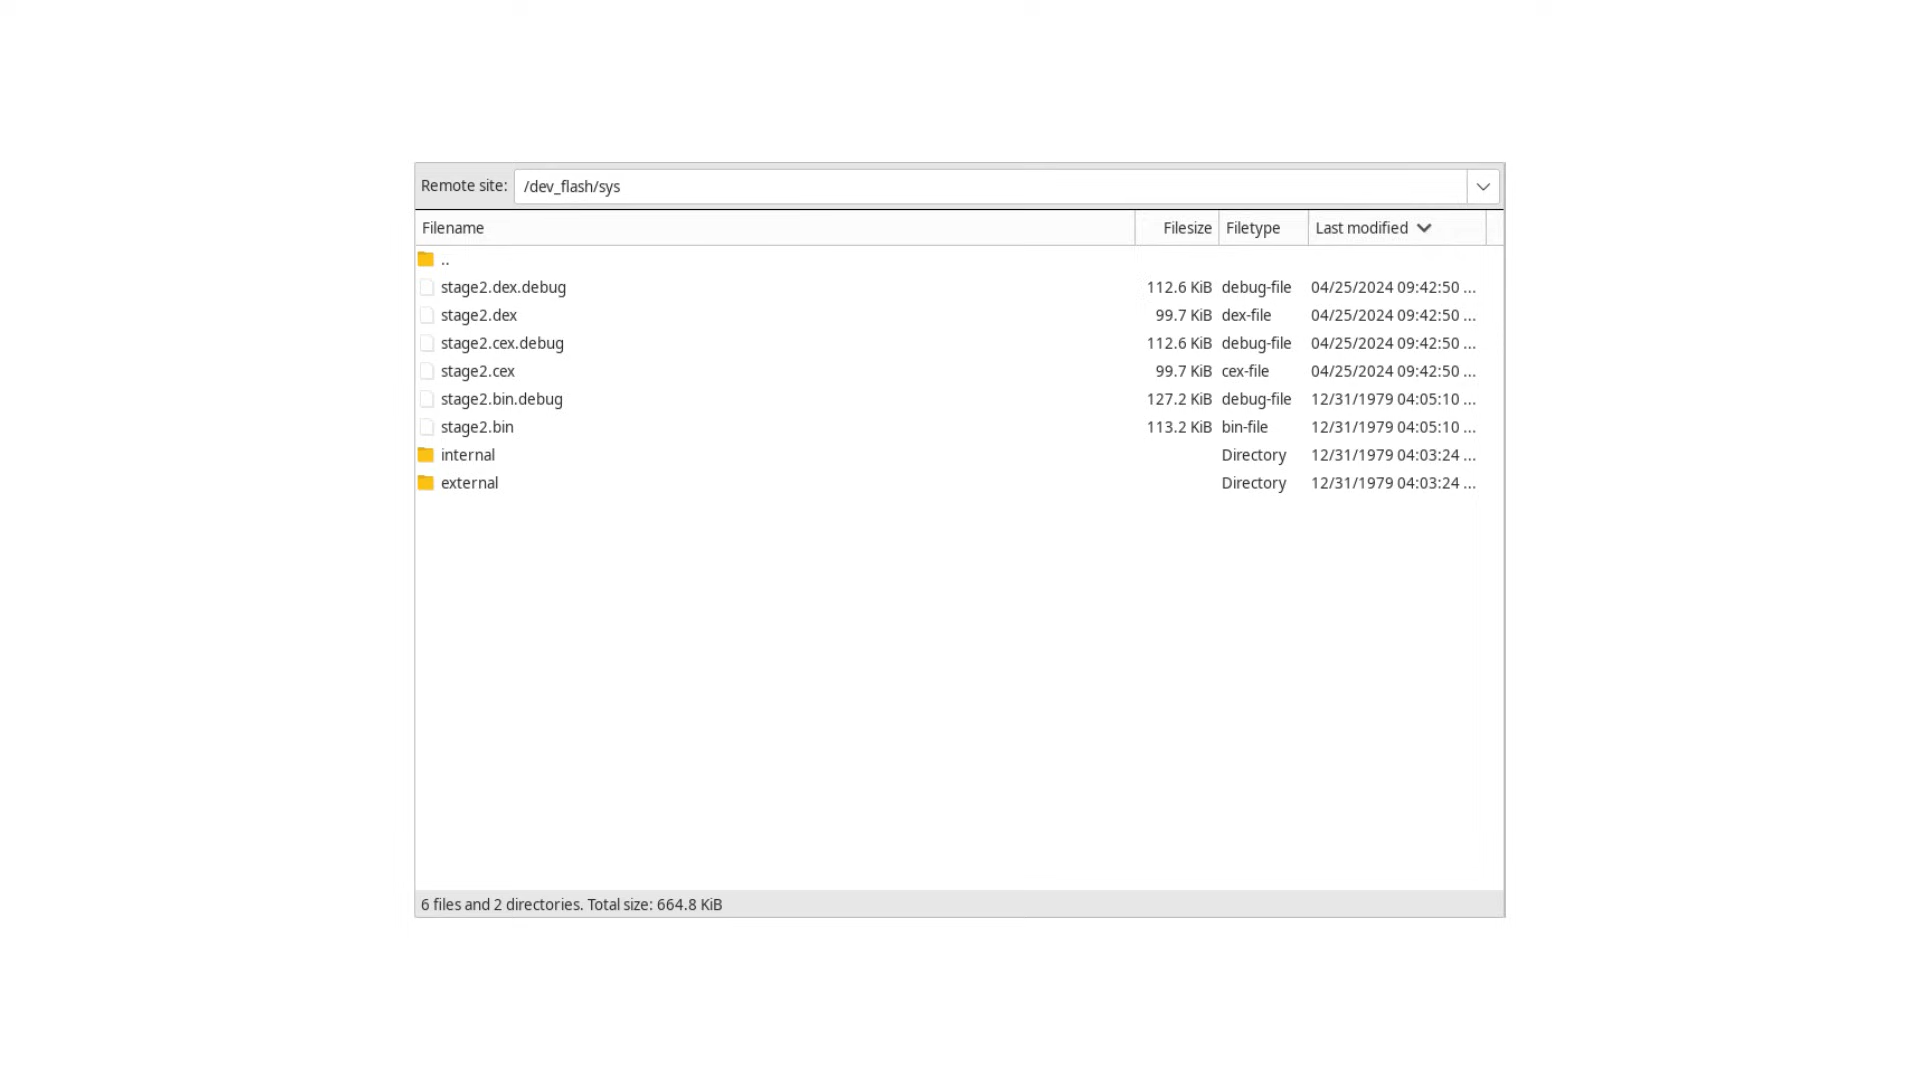 Remote site: /dev_flash/sys
Filename Filesize Filetype Last modified
..
stage2.dex.debug 112.6 KiB debug-file 04/25/2024 09:42:50 ...
stage2.dex 99.7 KiB dex-file 04/25/2024 09:42:50 ...
stage2.cex.debug 112.6 KiB debug-file 04/25/2024 09:42:50 ...
stage2.cex 99.7 KiB cex-file 04/25/2024 09:42:50 ...
stage2.bin.debug 127.2 KiB debug-file 12/31/1979 04:05:10 ...
stage2.bin 113.2 KiB bin-file 12/31/1979 04:05:10 ...
internal Directory 12/31/1979 04:03:24 ...
external Directory 12/31/1979 04:03:24 ...
6 files and 2 directories. Total size: 664.8 KiB